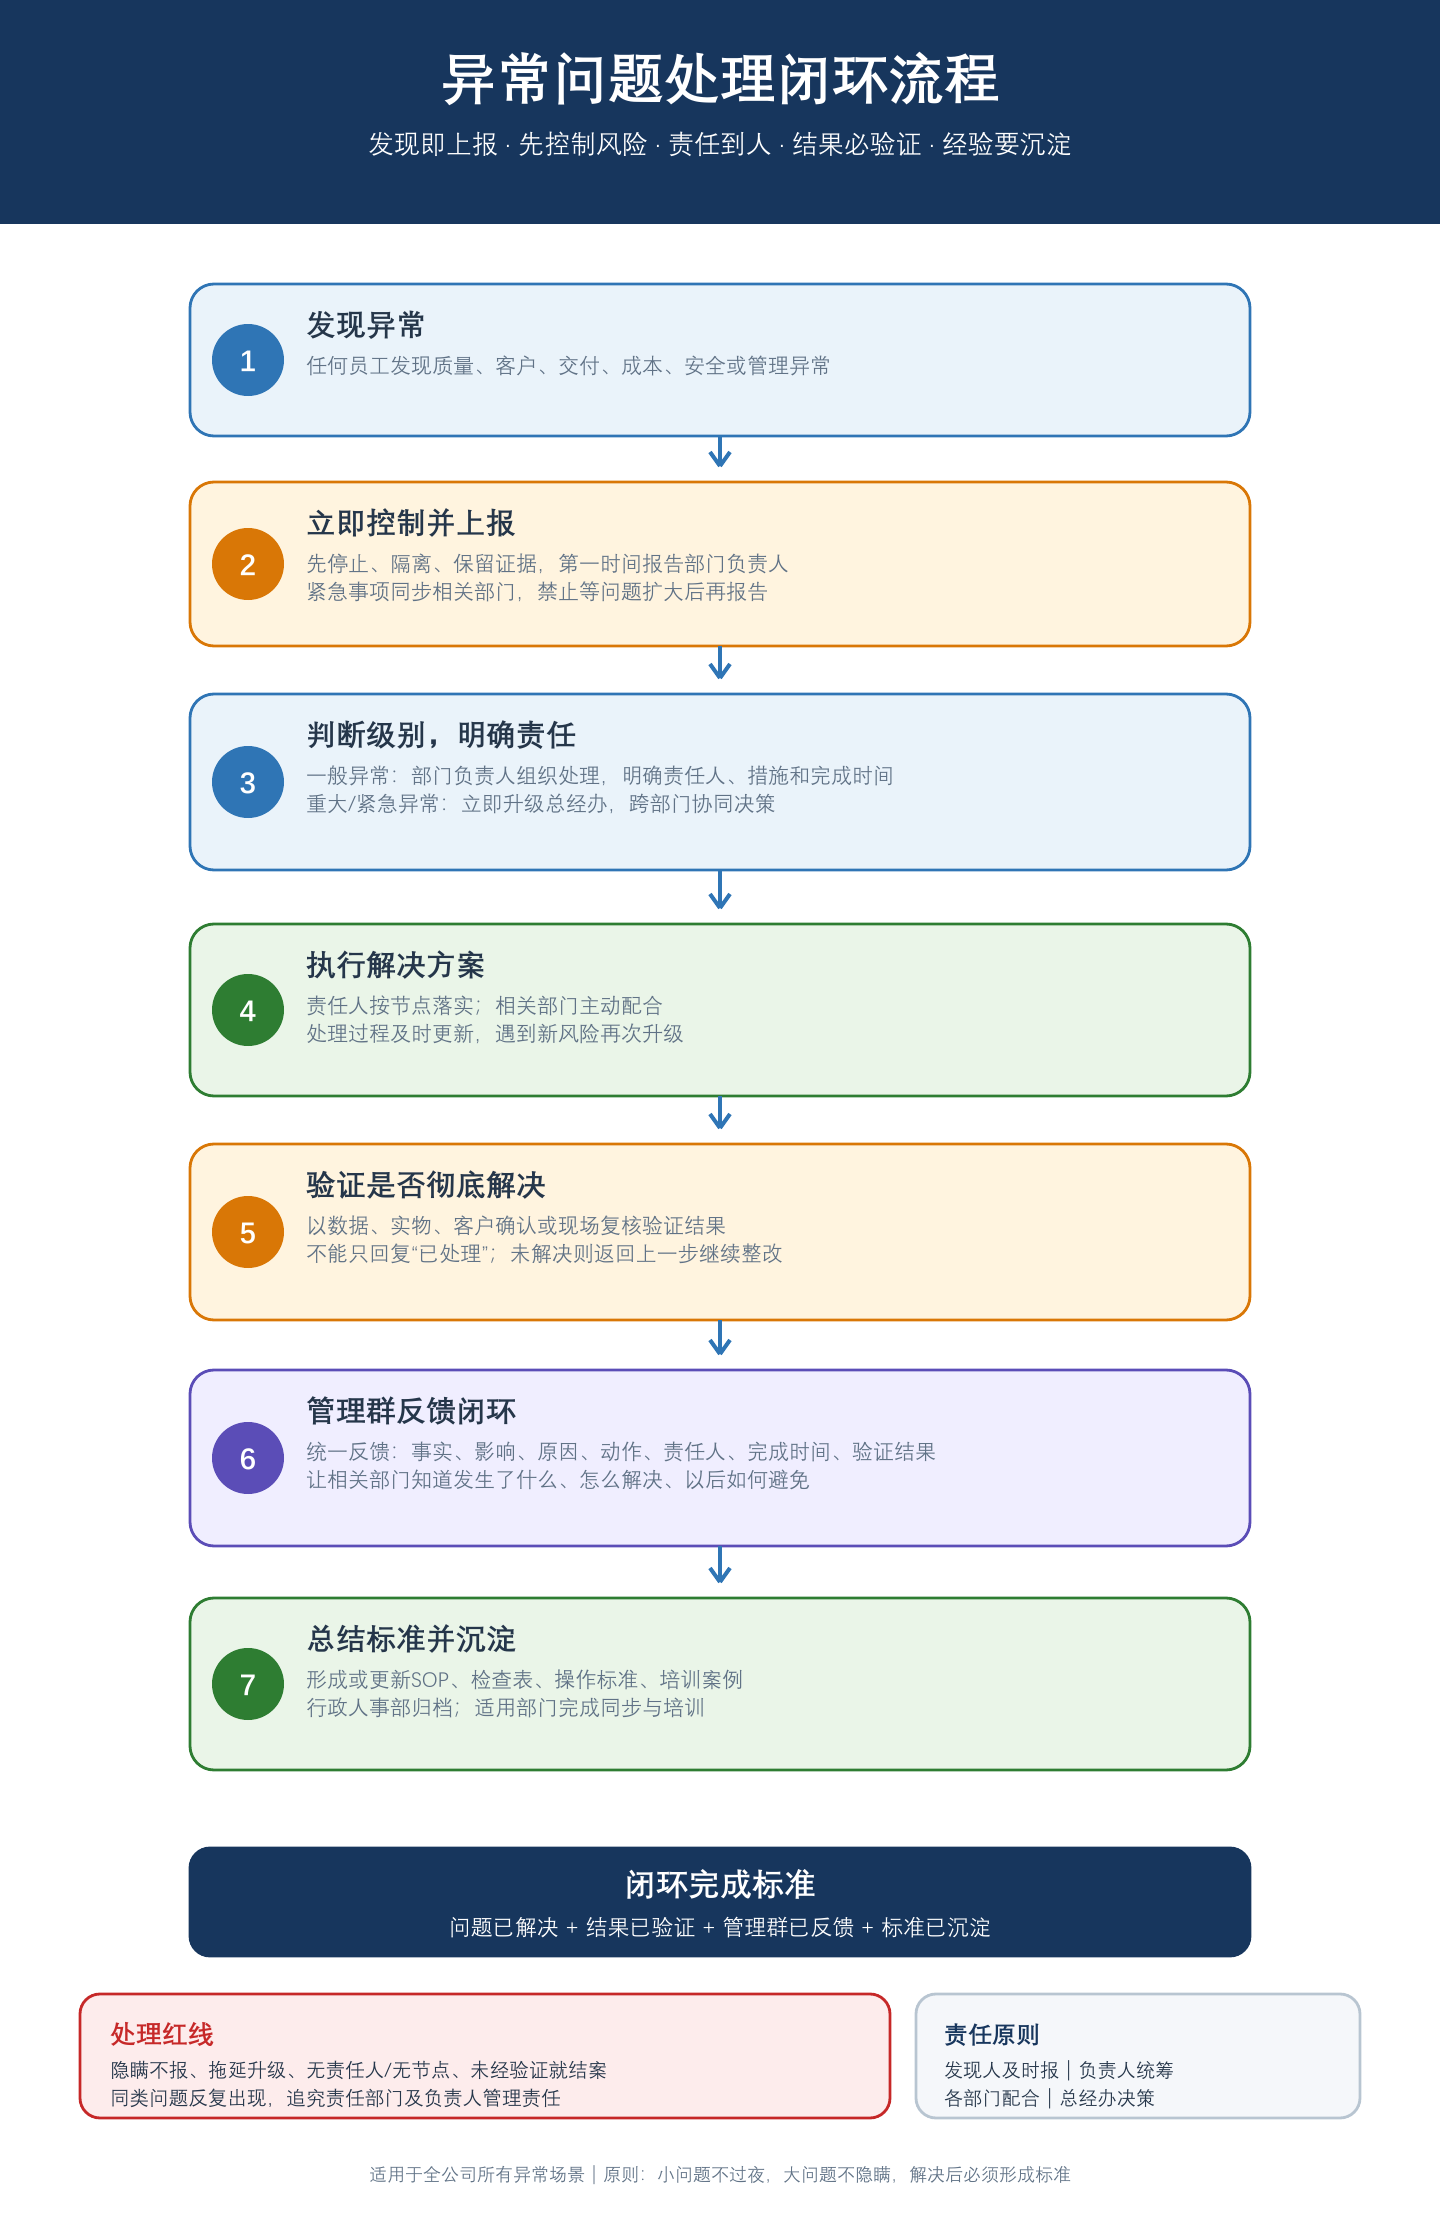 异常问题处理闭环流程
发现即上报 · 先控制风险 · 责任到人 · 结果必验证 · 经验要沉淀
1
发现异常
任何员工发现质量、客户、交付、成本、安全或管理异常
2
立即控制并上报
先停止、隔离、保留证据，第一时间报告部门负责人
紧急事项同步相关部门，禁止等问题扩大后再报告
3
判断级别，明确责任
一般异常：部门负责人组织处理，明确责任人、措施和完成时间
重大/紧急异常：立即升级总经办，跨部门协同决策
4
执行解决方案
责任人按节点落实；相关部门主动配合
处理过程及时更新，遇到新风险再次升级
5
验证是否彻底解决
以数据、实物、客户确认或现场复核验证结果
不能只回复“已处理”；未解决则返回上一步继续整改
6
管理群反馈闭环
统一反馈：事实、影响、原因、动作、责任人、完成时间、验证结果
让相关部门知道发生了什么、怎么解决、以后如何避免
7
总结标准并沉淀
形成或更新SOP、检查表、操作标准、培训案例
行政人事部归档；适用部门完成同步与培训
闭环完成标准
问题已解决 + 结果已验证 + 管理群已反馈 + 标准已沉淀
处理红线
隐瞒不报、拖延升级、无责任人/无节点、未经验证就结案
同类问题反复出现，追究责任部门及负责人管理责任
责任原则
发现人及时报｜负责人统筹
各部门配合｜总经办决策
适用于全公司所有异常场景｜原则：小问题不过夜，大问题不隐瞒，解决后必须形成标准